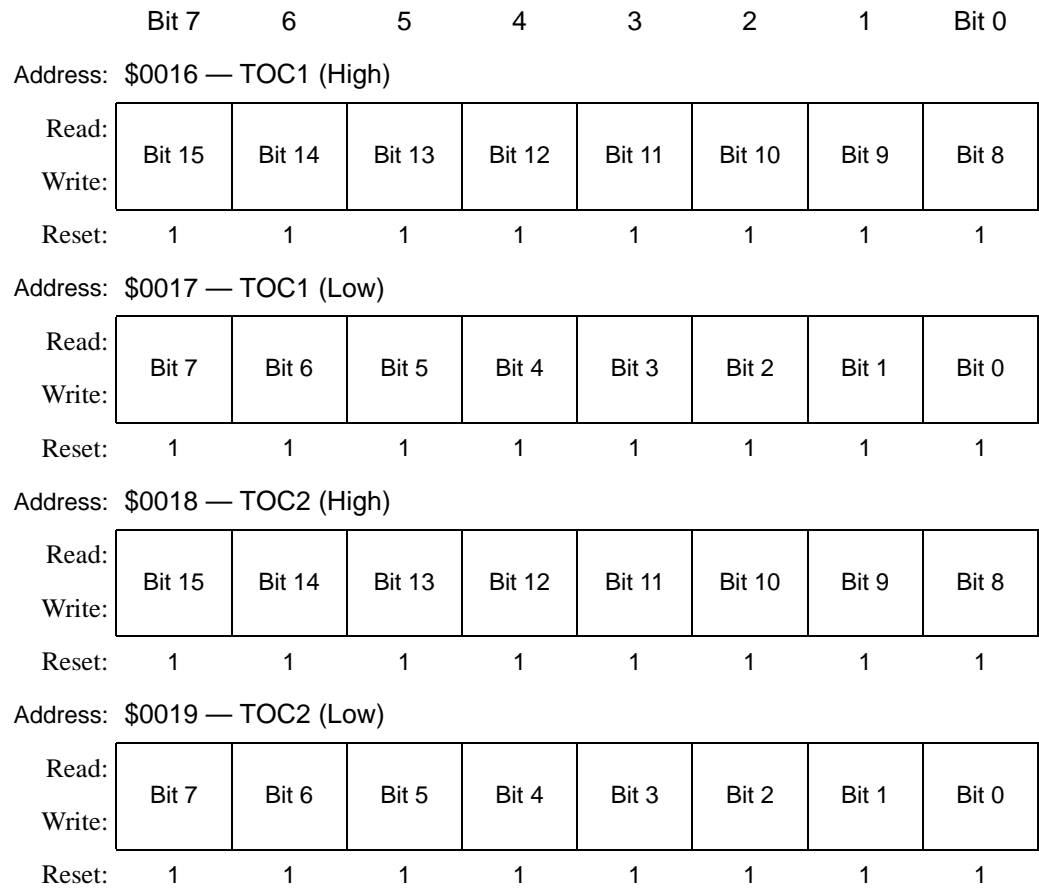 Bit 7 6 5 4 3 2 1 Bit 0
Address: $0016 — TOC1 (High)
Read:
Bit 15 Bit 14 Bit 13 Bit 12 Bit 11 Bit 10 Bit 9 Bit 8
Write:
Reset: 1 1 1 1 1 1 1 1
Address: $0017 — TOC1 (Low)
Read:
Bit 7 Bit 6 Bit 5 Bit 4 Bit 3 Bit 2 Bit 1 Bit 0
Write:
Reset: 1 1 1 1 1 1 1 1
Address: $0018 — TOC2 (High)
Read:
Bit 15 Bit 14 Bit 13 Bit 12 Bit 11 Bit 10 Bit 9 Bit 8
Write:
Reset: 1 1 1 1 1 1 1 1
Address: $0019 — TOC2 (Low)
Read:
Bit 7 Bit 6 Bit 5 Bit 4 Bit 3 Bit 2 Bit 1 Bit 0
Write:
Reset: 1 1 1 1 1 1 1 1